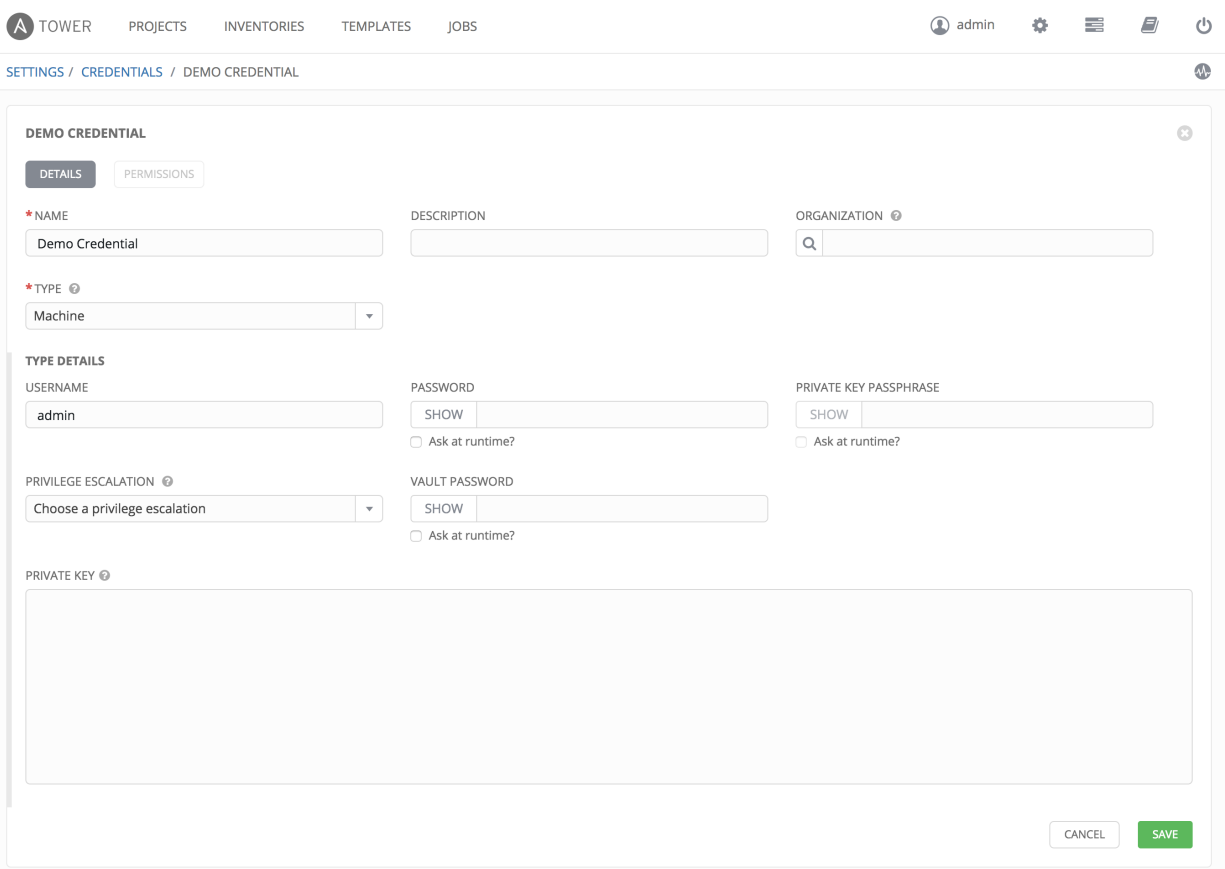 A TOWER PROJECTS INVENTORIES TEMPLATES JOBS admin
SETTINGS / CREDENTIALS / DEMO CREDENTIAL
DEMO CREDENTIAL
DETAILS PERMISSIONS
* NAME DESCRIPTION ORGANIZATION ?
Demo Credential
* TYPE ?
Machine
TYPE DETAILS
USERNAME PASSWORD PRIVATE KEY PASSPHRASE
admin SHOW SHOW
Ask at runtime? Ask at runtime?
PRIVILEGE ESCALATION ? VAULT PASSWORD
Choose a privilege escalation SHOW
Ask at runtime?
PRIVATE KEY ?
CANCEL SAVE